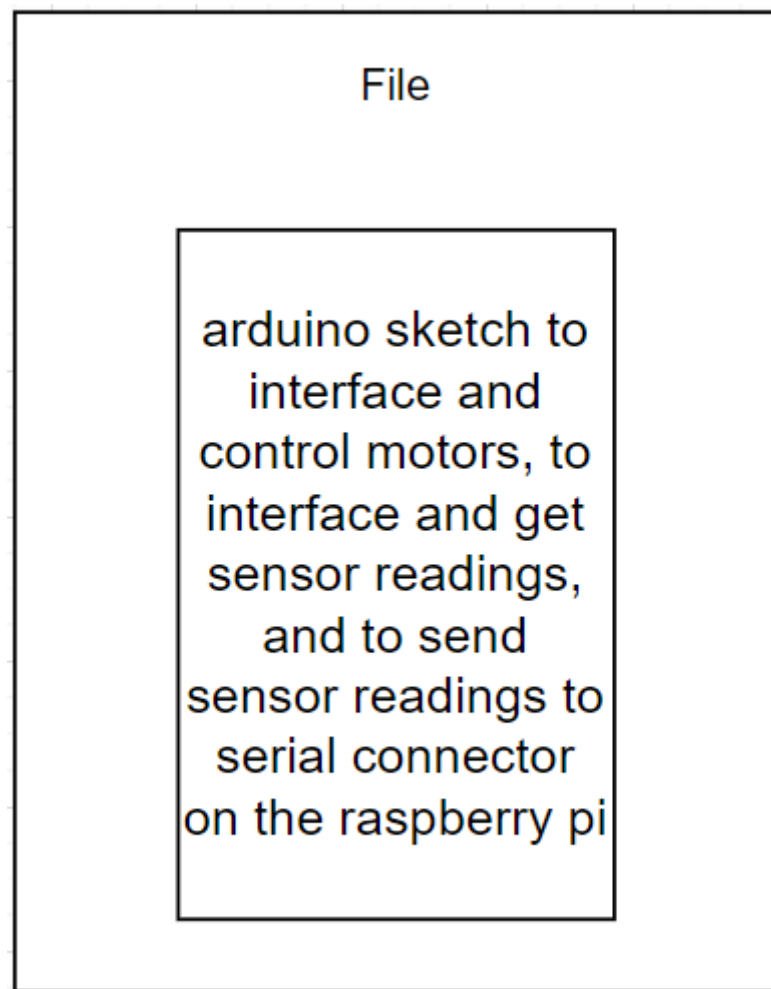 File
arduino sketch to
interface and
control motors, to
interface and get
sensor readings,
and to send
sensor readings to
serial connector
on the raspberry pi